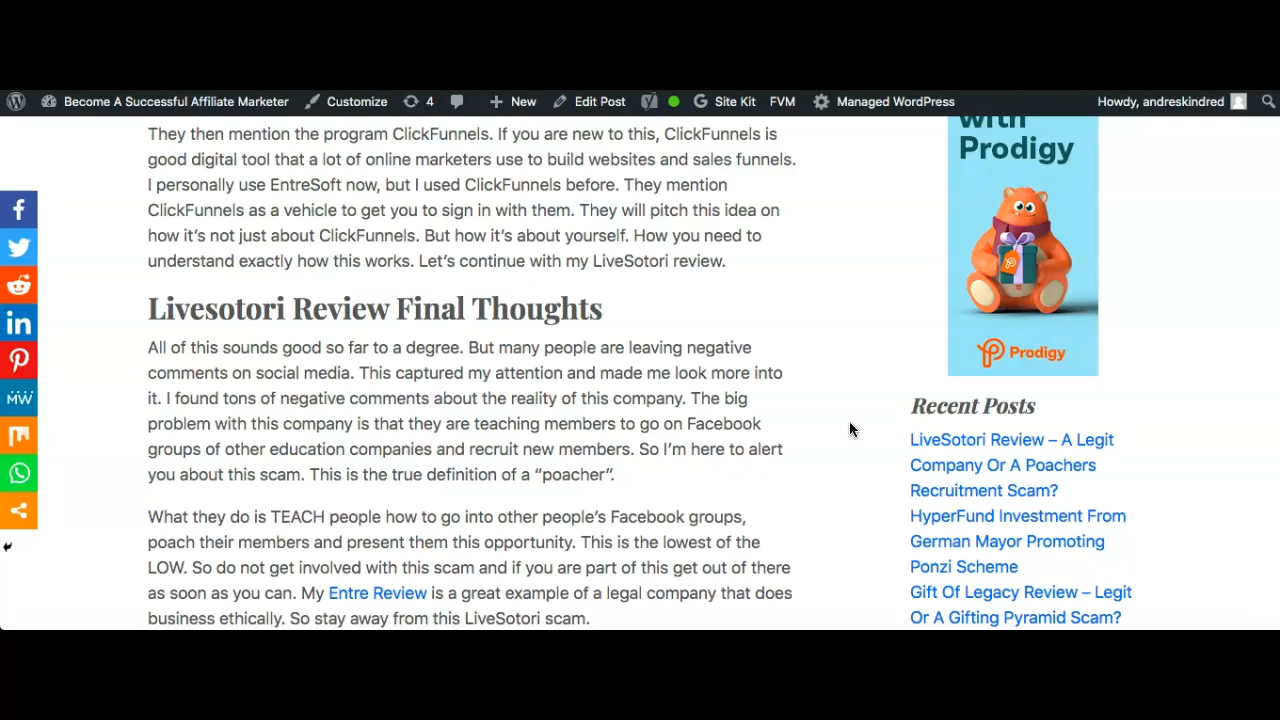 Become A Successful Affiliate Marketer Customize 4 New Edit Post Site Kit FVM Managed WordPress Howdy, andreskindred
They then mention the program ClickFunnels. If you are new to this, ClickFunnels is
good digital tool that a lot of online marketers use to build websites and sales funnels.
I personally use EntreSoft now, but I used ClickFunnels before. They mention
ClickFunnels as a vehicle to get you to sign in with them. They will pitch this idea on
how it’s not just about ClickFunnels. But how it’s about yourself. How you need to
understand exactly how this works. Let’s continue with my LiveSotori review.
Livesotori Review Final Thoughts
All of this sounds good so far to a degree. But many people are leaving negative
comments on social media. This captured my attention and made me look more into
it. I found tons of negative comments about the reality of this company. The big
problem with this company is that they are teaching members to go on Facebook
groups of other education companies and recruit new members. So I’m here to alert
you about this scam. This is the true definition of a “poacher”.
What they do is TEACH people how to go into other people’s Facebook groups,
poach their members and present them this opportunity. This is the lowest of the
LOW. So do not get involved with this scam and if you are part of this get out of there
as soon as you can. My Entre Review is a great example of a legal company that does
business ethically. So stay away from this LiveSotori scam.
with
Prodigy
Prodigy
Recent Posts
LiveSotori Review – A Legit
Company Or A Poachers
Recruitment Scam?
HyperFund Investment From
German Mayor Promoting
Ponzi Scheme
Gift Of Legacy Review – Legit
Or A Gifting Pyramid Scam?
in
MW